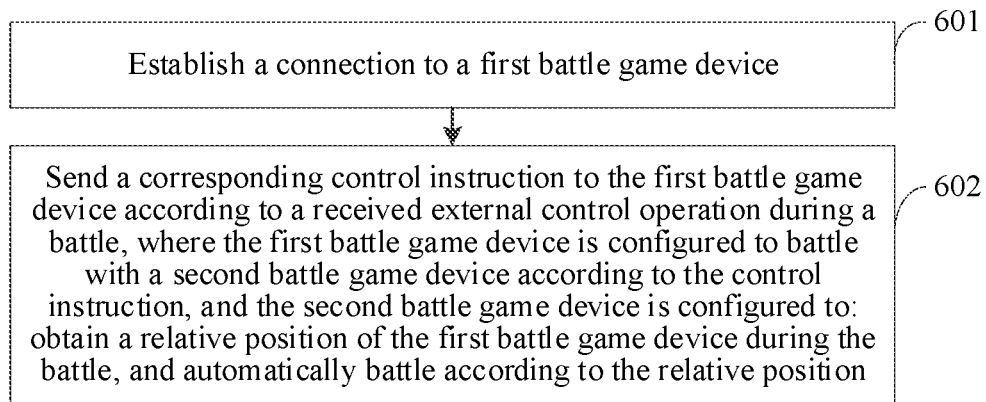 601
Establish a connection to a first battle game device
602
Send a corresponding control instruction to the first battle game
device according to a received external control operation during a
battle, where the first battle game device is configured to battle
with a second battle game device according to the control
instruction, and the second battle game device is configured to:
obtain a relative position of the first battle game device during the
battle, and automatically battle according to the relative position